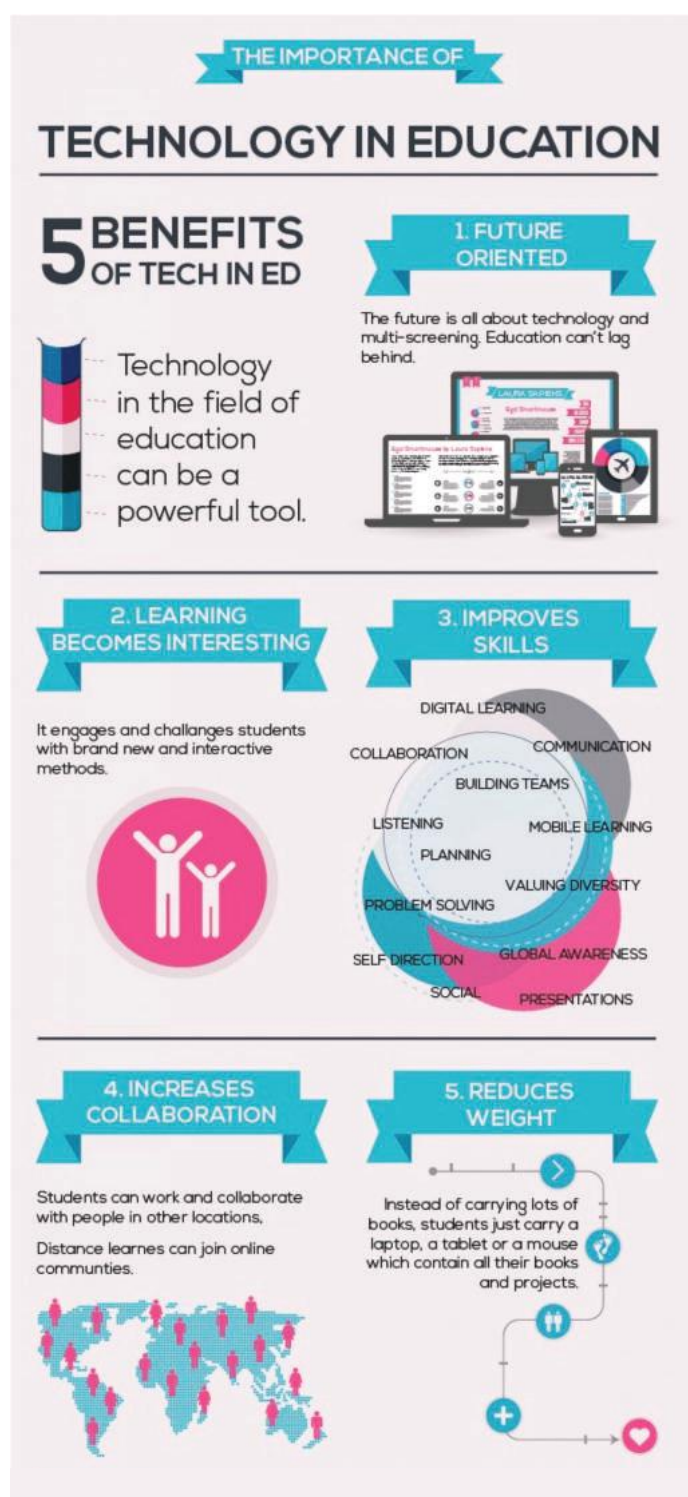 THE IMPORTANCE OF
TECHNOLOGY IN EDUCATION
5 BENEFITS
OF TECH IN ED
Technology
in the field of
education
can be a
powerful tool.
1. FUTURE
ORIENTED
The future is all about technology and
multi-screening. Education can't lag
behind.
LAURA SAPIENS
2. LEARNING
BECOMES INTERESTING
It engages and challanges students
with brand new and interactive
methods.
3. IMPROVES
SKILLS
DIGITAL LEARNING
COMMUNICATION
COLLABORATION
BUILDING TEAMS
LISTENING
MOBILE LEARNING
PLANNING
VALUING DIVERSITY
PROBLEM SOLVING
SELF DIRECTION
GLOBAL AWARENESS
SOCIAL
PRESENTATIONS
4. INCREASES
COLLABORATION
Students can work and collaborate
with people in other locations,
Distance learnes can join online
communties.
5. REDUCES
WEIGHT
Instead of carrying lots of
books, students just carry a
laptop, a tablet or a mouse
which contain all their books
and projects.